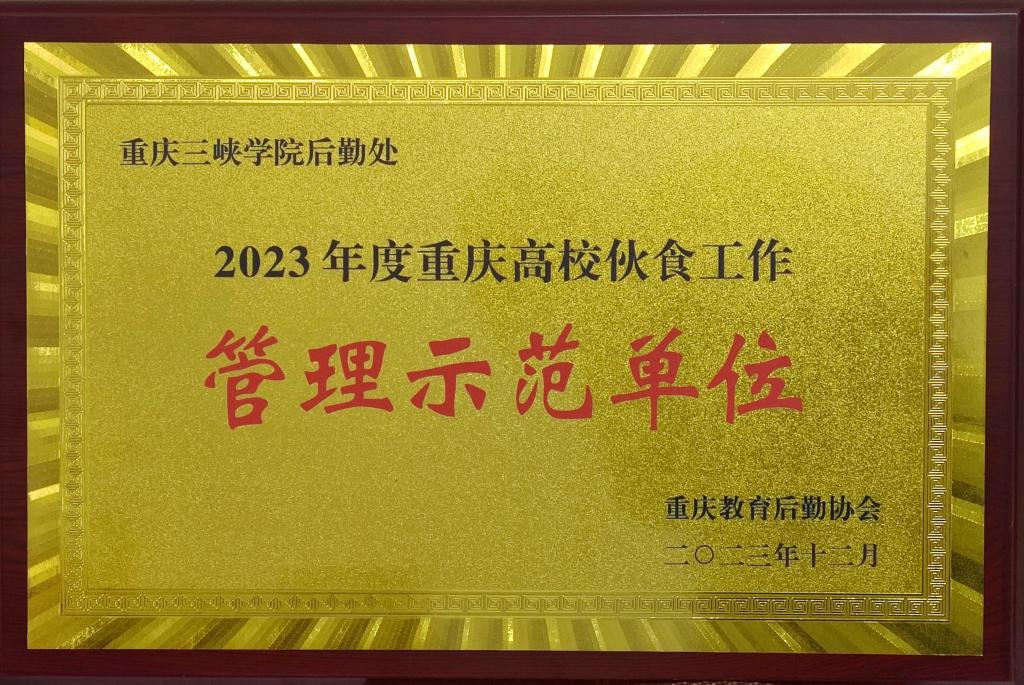 重庆三峡学院后勤处
2023年度重庆高校伙食工作
管理示范单位
重庆教育后勤协会
二〇二三年十二月